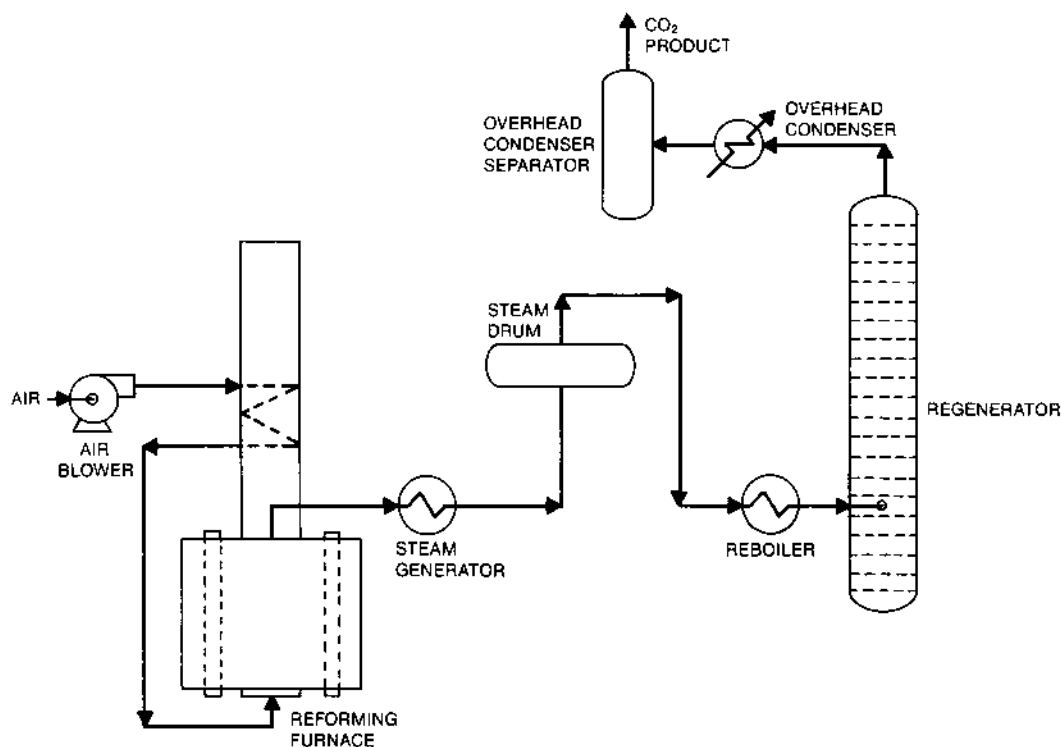 CO₂
PRODUCT
OVERHEAD
CONDENSER
SEPARATOR
OVERHEAD
CONDENSER
STEAM
DRUM
AIR
AIR
BLOWER
REGENERATOR
STEAM
GENERATOR
REBOILER
REFORMING
FURNACE